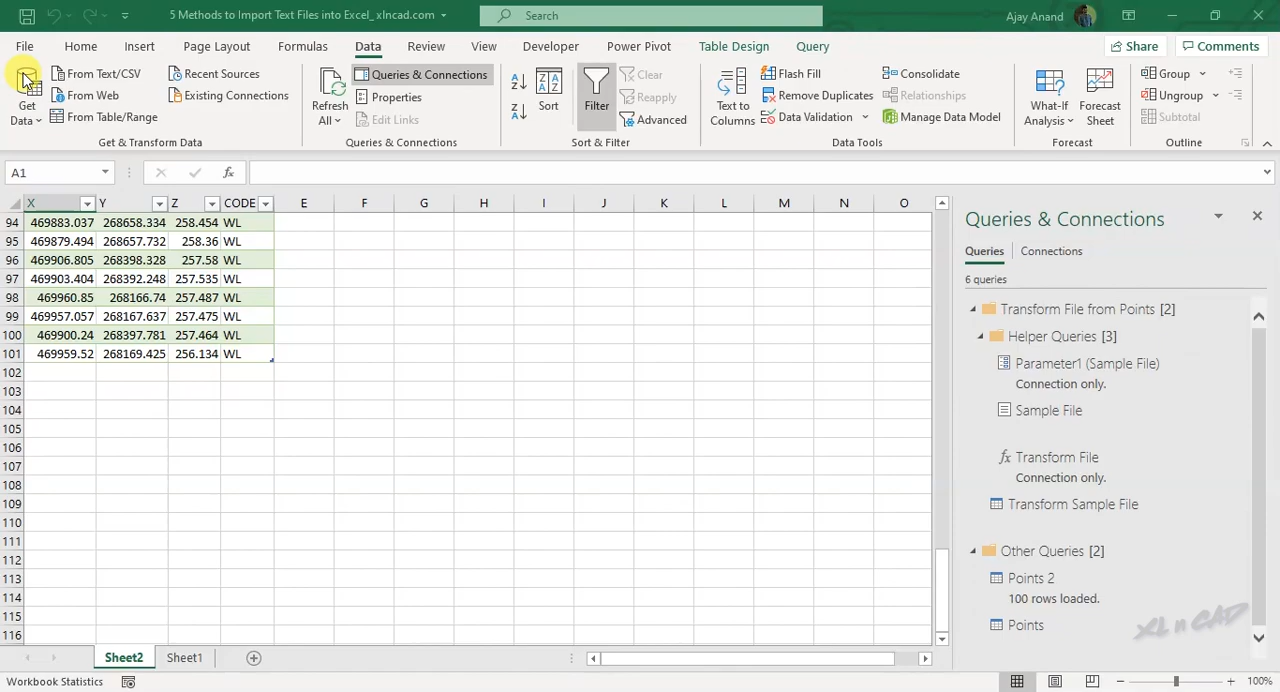 5 Methods to Import Text Files into Excel_ xlncad.com
Search
Ajay Anand
File Home Insert Page Layout Formulas Data Review View Developer Power Pivot Table Design Query Share Comments
Get Data
From Text/CSV
From Web
From Table/Range
Recent Sources
Existing Connections
Get & Transform Data
Refresh All
Queries & Connections
Properties
Edit Links
Queries & Connections
Sort
Filter
Clear
Reapply
Advanced
Sort & Filter
Text to Columns
Flash Fill
Remove Duplicates
Data Validation
Consolidate
Relationships
Manage Data Model
Data Tools
What-If Analysis
Forecast Sheet
Forecast
Group
Ungroup
Subtotal
Outline
A1
fx
X Y Z CODE E F G H I J K L M N O
94 469883.037 268658.334 258.454 WL
95 469879.494 268657.732 258.36 WL
96 469906.805 268398.328 257.58 WL
97 469903.404 268392.248 257.535 WL
98 469960.85 268166.74 257.487 WL
99 469957.057 268167.637 257.475 WL
100 469900.24 268397.781 257.464 WL
101 469959.52 268169.425 256.134 WL
102
103
104
105
106
107
108
109
110
111
112
113
114
115
116
Queries & Connections
Queries Connections
6 queries
Transform File from Points [2]
Helper Queries [3]
Parameter1 (Sample File)
Connection only.
Sample File
fx Transform File
Connection only.
Transform Sample File
Other Queries [2]
Points 2
100 rows loaded.
Points
XL n CAD
Sheet2 Sheet1
Workbook Statistics
100%